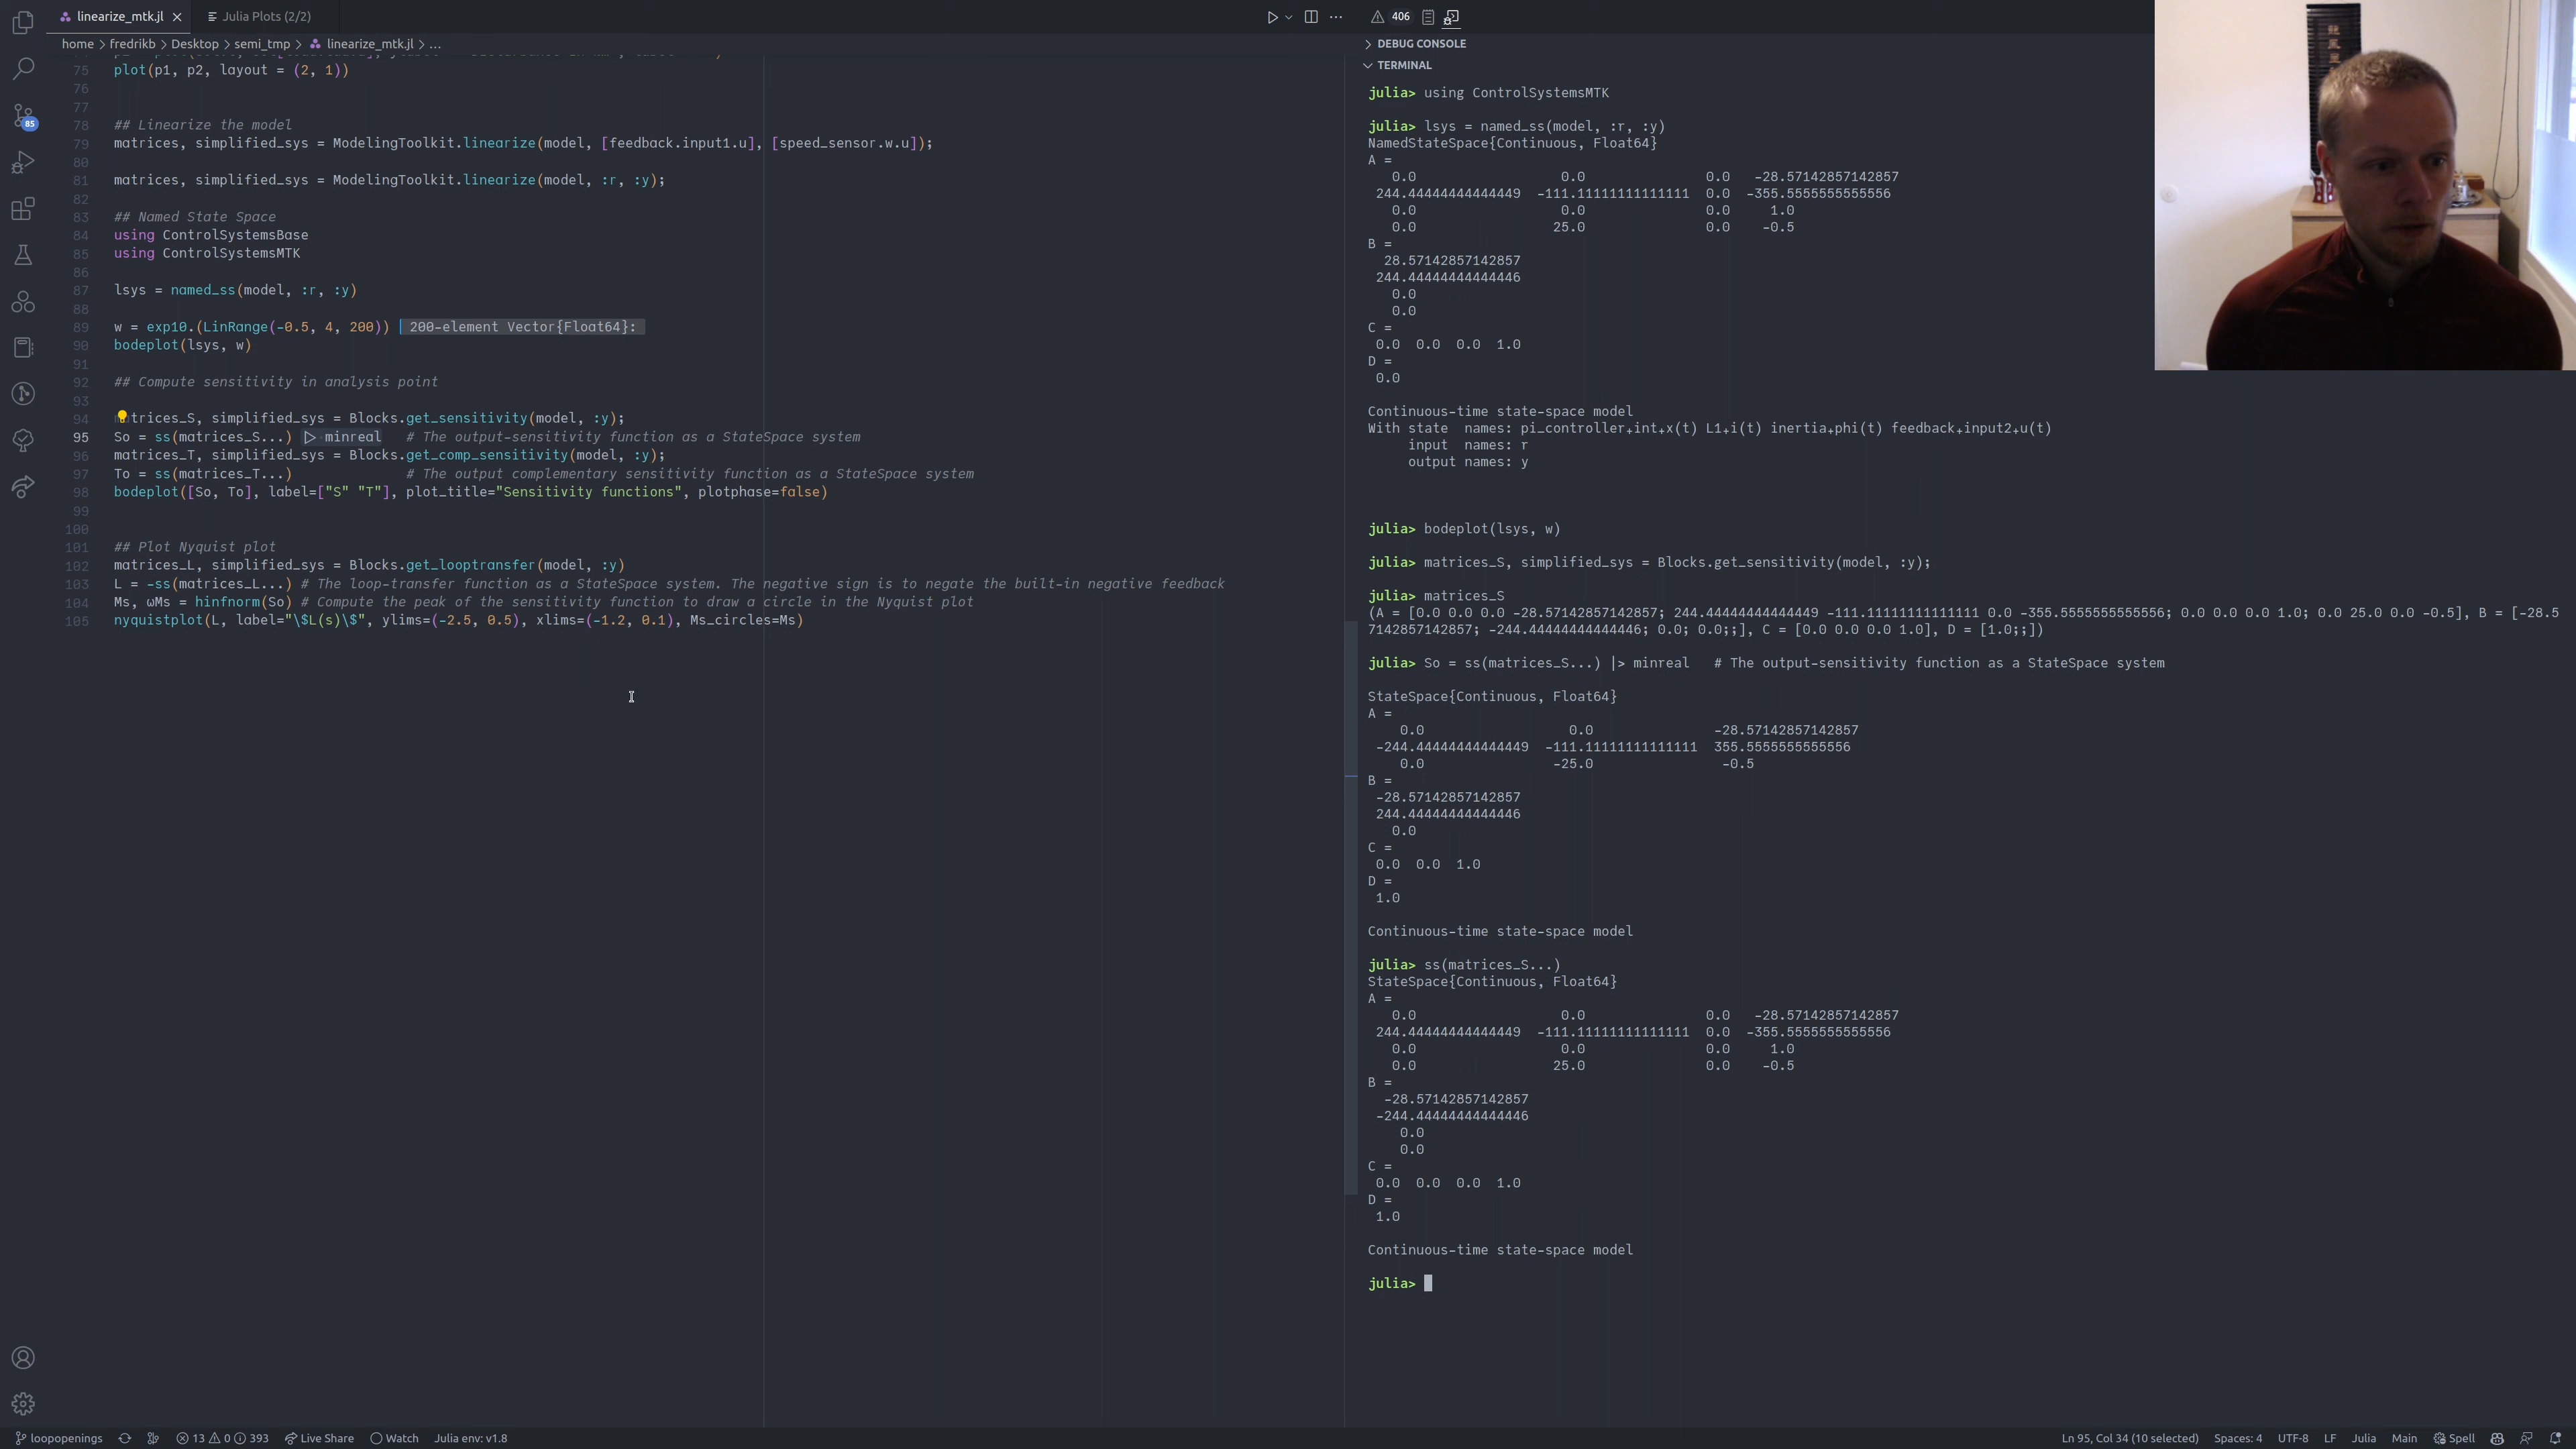 linearize_mtk.jl
Julia Plots (2/2)
406
home > fredrikb > Desktop > semi_tmp > linearize_mtk.jl > ...
DEBUG CONSOLE
TERMINAL
75 plot(p1, p2, layout = (2, 1))
76
77
78 ## Linearize the model
79 matrices, simplified_sys = ModelingToolkit.linearize(model, [feedback.input1.u], [speed_sensor.w.u]);
80
81 matrices, simplified_sys = ModelingToolkit.linearize(model, :r, :y);
82
83 ## Named State Space
84 using ControlSystemsBase
85 using ControlSystemsMTK
86
87 lsys = named_ss(model, :r, :y)
88
89 w = exp10.(LinRange(-0.5, 4, 200)) 200-element Vector{Float64}:
90 bodeplot(lsys, w)
91
92 ## Compute sensitivity in analysis point
93
94 trices_S, simplified_sys = Blocks.get_sensitivity(model, :y);
95 So = ss(matrices_S...) |> minreal # The output-sensitivity function as a StateSpace system
96 matrices_T, simplified_sys = Blocks.get_comp_sensitivity(model, :y);
97 To = ss(matrices_T...) # The output complementary sensitivity function as a StateSpace system
98 bodeplot([So, To], label=["S" "T"], plot_title="Sensitivity functions", plotphase=false)
99
100
101 ## Plot Nyquist plot
102 matrices_L, simplified_sys = Blocks.get_looptransfer(model, :y)
103 L = -ss(matrices_L...) # The loop-transfer function as a StateSpace system. The negative sign is to negate the built-in negative feedback
104 Ms, ωMs = hinfnorm(So) # Compute the peak of the sensitivity function to draw a circle in the Nyquist plot
105 nyquistplot(L, label="\$L(s)\$", ylims=(-2.5, 0.5), xlims=(-1.2, 0.1), Ms_circles=Ms)
julia> using ControlSystemsMTK
julia> lsys = named_ss(model, :r, :y)
NamedStateSpace{Continuous, Float64}
A =
0.0 0.0 0.0 -28.57142857142857
244.44444444444449 -111.11111111111111 0.0 -355.5555555555556
0.0 0.0 0.0 1.0
0.0 25.0 0.0 -0.5
B =
28.57142857142857
244.44444444444446
0.0
0.0
C =
0.0 0.0 0.0 1.0
D =
0.0
Continuous-time state-space model
With state names: pi_controller+int+x(t) L1+i(t) inertia+phi(t) feedback+input2+u(t)
input names: r
output names: y
julia> bodeplot(lsys, w)
julia> matrices_S, simplified_sys = Blocks.get_sensitivity(model, :y);
julia> matrices_S
(A = [0.0 0.0 0.0 -28.57142857142857; 244.44444444444449 -111.11111111111111 0.0 -355.5555555555556; 0.0 0.0 0.0 1.0; 0.0 25.0 0.0 -0.5], B = [-28.5
7142857142857; -244.44444444444446; 0.0; 0.0;;], C = [0.0 0.0 0.0 1.0], D = [1.0;;])
julia> So = ss(matrices_S...) |> minreal # The output-sensitivity function as a StateSpace system
StateSpace{Continuous, Float64}
A =
0.0 0.0 -28.57142857142857
-244.44444444444449 -111.11111111111111 355.5555555555556
0.0 -25.0 -0.5
B =
-28.57142857142857
244.44444444444446
0.0
C =
0.0 0.0 1.0
D =
1.0
Continuous-time state-space model
julia> ss(matrices_S...)
StateSpace{Continuous, Float64}
A =
0.0 0.0 0.0 -28.57142857142857
244.44444444444449 -111.11111111111111 0.0 -355.5555555555556
0.0 0.0 0.0 1.0
0.0 25.0 0.0 -0.5
B =
-28.57142857142857
-244.44444444444446
0.0
0.0
C =
0.0 0.0 0.0 1.0
D =
1.0
Continuous-time state-space model
julia>
85
loopopenings 13 0 393 Live Share Watch Julia env: v1.8
Ln 95, Col 34 (10 selected) Spaces: 4 UTF-8 LF Julia Main Spell